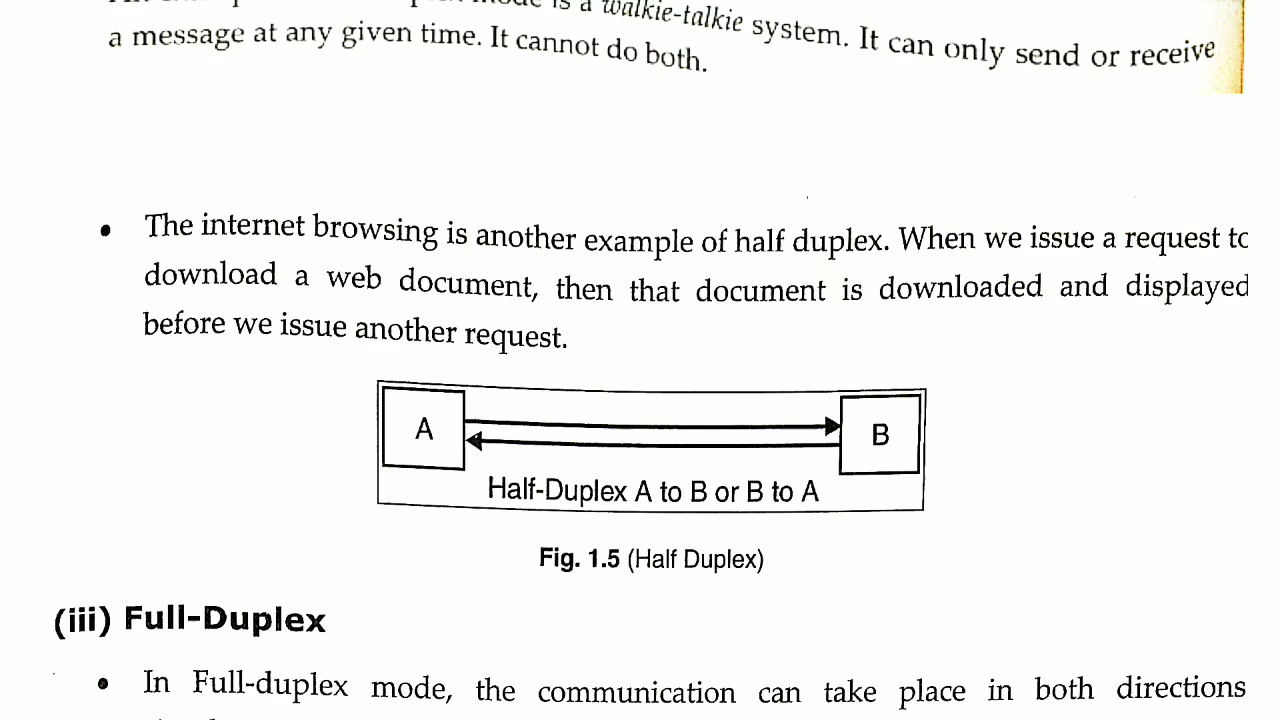 is a walkie-talkie system. It can only send or receive
a message at any given time. It cannot do both.
• The internet browsing is another example of half duplex. When we issue a request to
download a web document, then that document is downloaded and displayed
before we issue another request.
A
B
Half-Duplex A to B or B to A
Fig. 1.5 (Half Duplex)
(iii) Full-Duplex
• In Full-duplex mode, the communication can take place in both directions